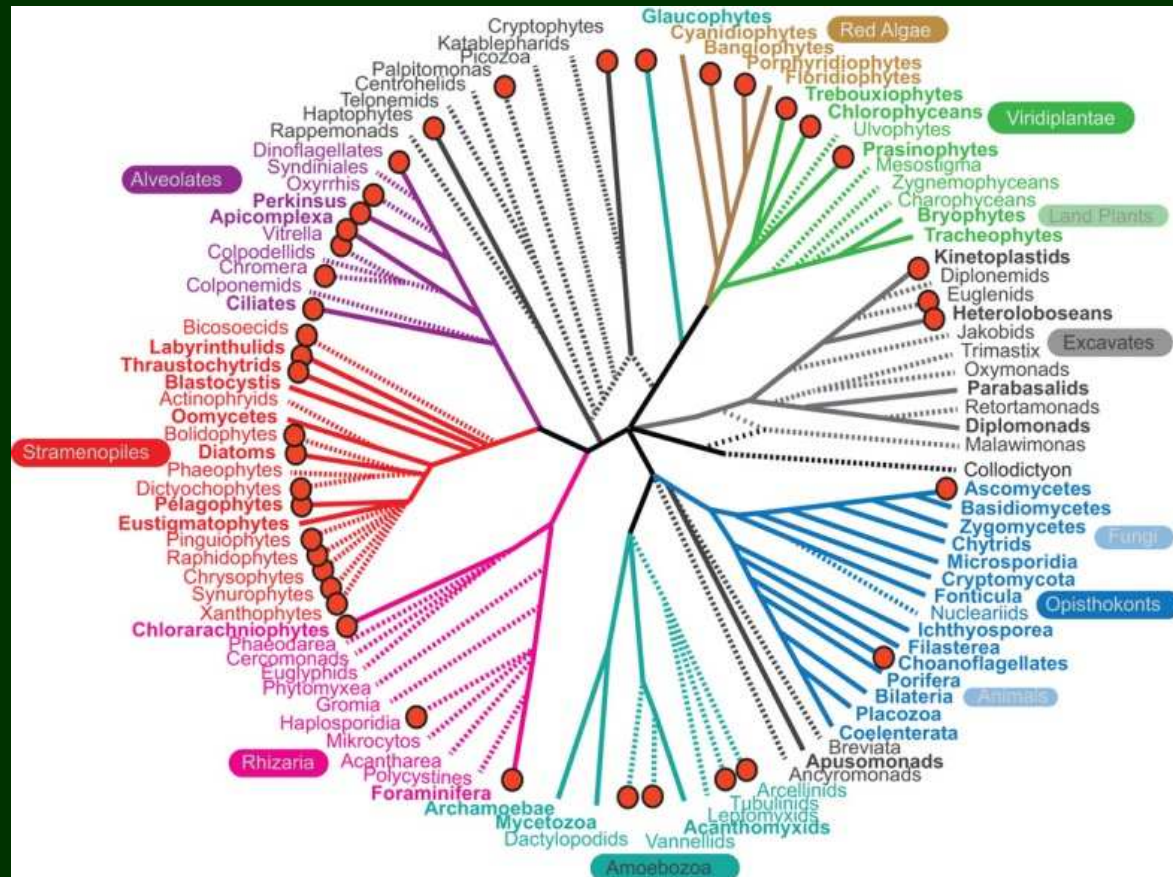 Glaucophytes
Cyanidiophytes
Red Algae
Bangiophytes
Porphyridiophytes
Floridiophytes
Trebouxiophytes
Chlorophyceans
Viridiplantae
Ulvophytes
Prasinophytes
Mesostigma
Zygnemophyceans
Charophyceans
Bryophytes
Land Plants
Tracheophytes
Kinetoplastids
Diplonemids
Euglenids
Heteroloboseans
Jakobids
Excavates
Trimastix
Oxymonads
Parabasalids
Retortamonads
Diplomonads
Malawimonas
Collodictyon
Ascomycetes
Basidiomycetes
Zygomycetes
Fungi
Chytrids
Microsporidia
Cryptomycota
Fonticula
Opisthokonts
Nucleariids
Ichthyosporea
Filasterea
Choanoflagellates
Porifera
Bilateria
Animals
Placozoa
Coelenterata
Breviata
Apusomonads
Ancyromonads
Arcellinids
Tubulinids
Leptomyxids
Acanthomyxids
Vannellids
Amoebozoa
Dactylopodids
Mycetozoa
Archamoebae
Foraminifera
Polycystines
Acantharea
Rhizaria
Mikrocytos
Haplosporidia
Gromia
Phytomyxea
Euglyphids
Cercomonads
Phaeodarea
Chlorarachniophytes
Xanthophytes
Synurophytes
Chrysophytes
Raphidophytes
Pinguiophytes
Eustigmatophytes
Pelagophytes
Dictyochophytes
Phaeophytes
Stramenopiles
Diatoms
Bolidophytes
Oomycetes
Actinophryids
Blastocystis
Thraustochytrids
Labyrinthulids
Bicosoecids
Ciliates
Colponemids
Chromera
Colpodellids
Vitrella
Apicomplexa
Perkinsus
Alveolates
Oxyrrhis
Syndiniales
Dinoflagellates
Rappemonads
Haptophytes
Telonemids
Centrohelids
Palpitomonas
Picozoa
Katablepharids
Cryptophytes